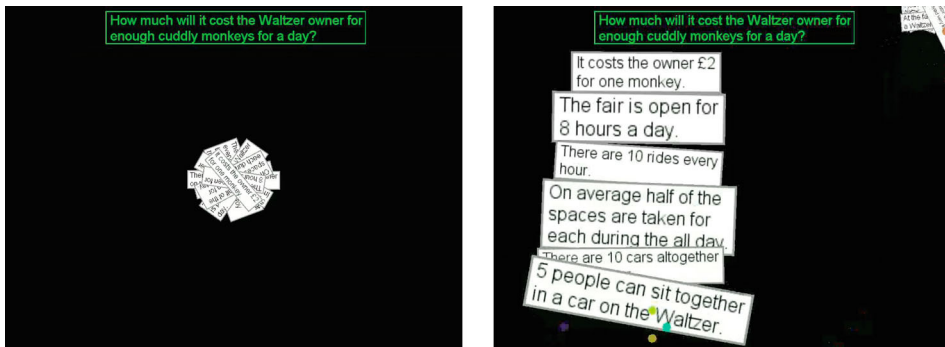 How much will it cost the Waltzer owner for
enough cuddly monkeys for a day?
How much will it cost the Waltzer owner for
enough cuddly monkeys for a day?
It costs the owner £2
for one monkey.
The fair is open for
8 hours a day.
There are 10 rides every
hour.
On average half of the
spaces are taken for
each during the all day.
There are 10 cars altogether
5 people can sit together
in a car on the Waltzer.
At the fa
a Waltzer